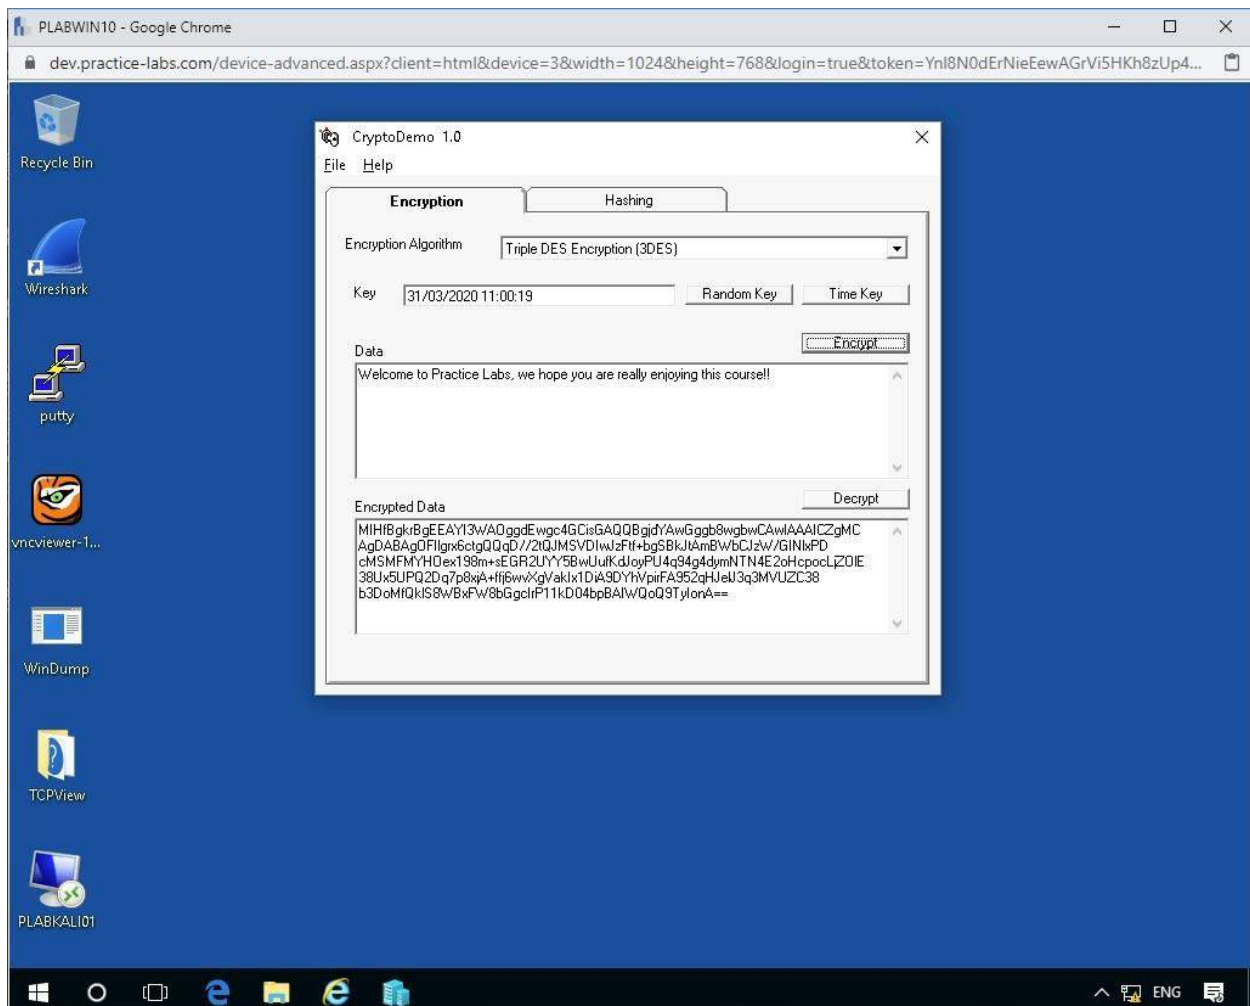 PLABWIN10 - Google Chrome
dev.practice-labs.com/device-advanced.aspx?client=html&device=3&width=1024&height=768&login=true&token=Ynl8N0dErNieEewAGrVi5HKh8zUp4...
Recycle Bin
Wireshark
putty
vncviewer-1...
WinDump
TCPView
PLABKALI01
CryptoDemo 1.0
File Help
Encryption Hashing
Encryption Algorithm Triple DES Encryption (3DES)
Key 31/03/2020 11:00:19 Random Key Time Key
Encrypt
Data
Welcome to Practice Labs, we hope you are really enjoying this course!!
Decrypt
Encrypted Data
ENG